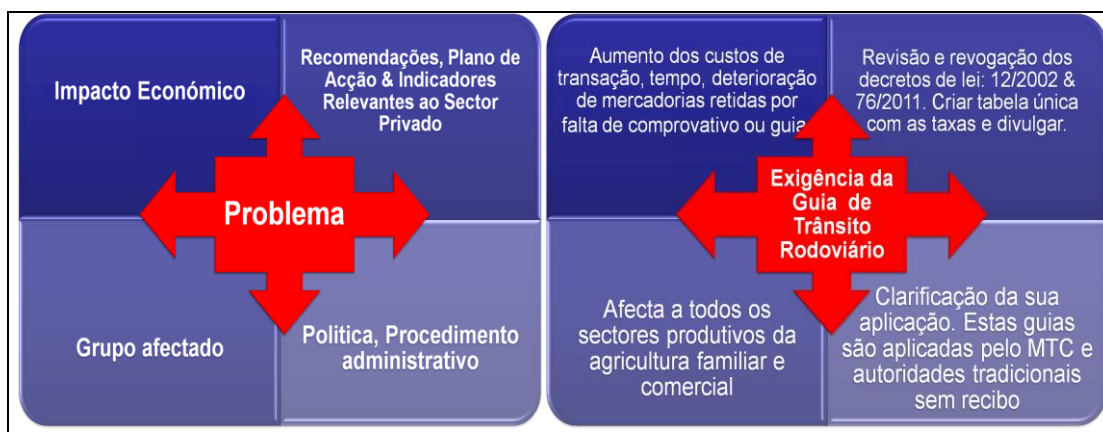 Impacto Económico
Recomendações, Plano de
Acção & Indicadores
Relevantes ao Sector
Privado
Problema
Grupo afectado
Politica, Procedimento
administrativo
Aumento dos custos de
transação, tempo, deterioração
de mercadorias retidas por
falta de comprovativo ou guia.
Revisão e revogação dos
decretos de lei: 12/2002 &
76/2011. Criar tabela única
com as taxas e divulgar.
Exigência da
Guia de
Trânsito
Rodoviário
Afecta a todos os
sectores produtivos da
agricultura familiar e
comercial
Clarificação da sua
aplicação. Estas guias
são aplicadas pelo MTC e
autoridades tradicionais
sem recibo